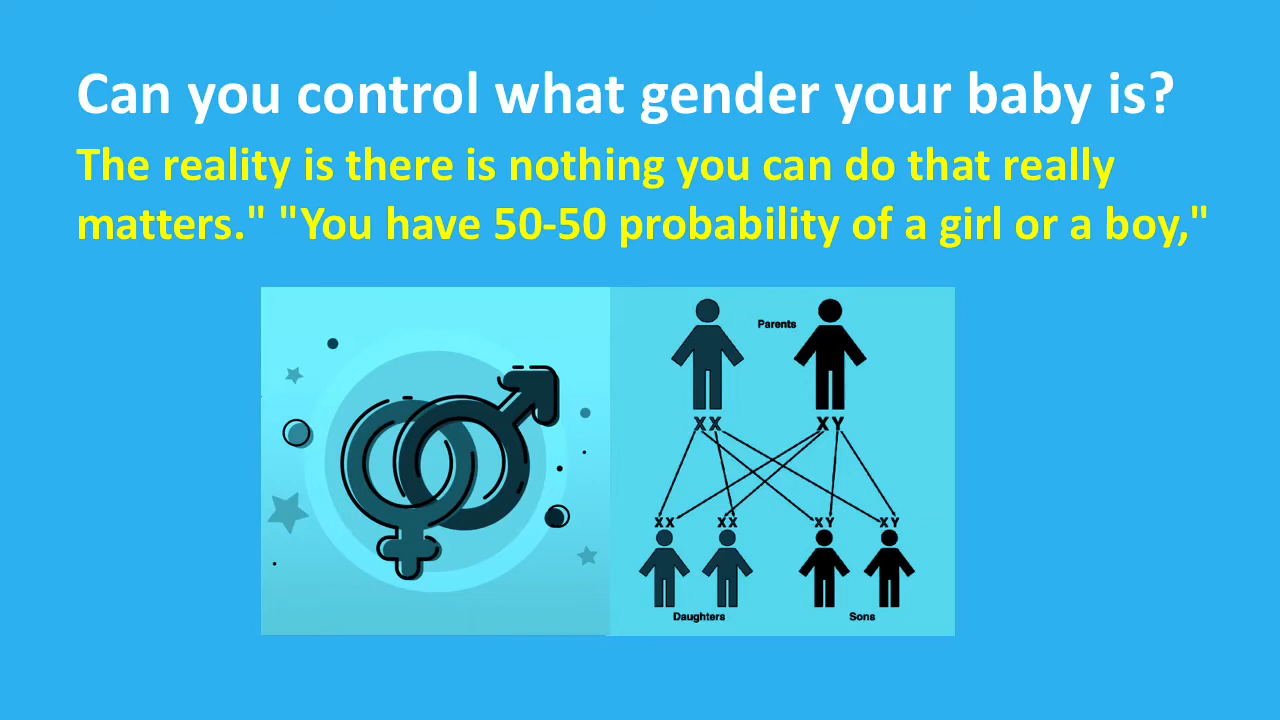 Can you control what gender your baby is?
The reality is there is nothing you can do that really
matters." "You have 50-50 probability of a girl or a boy,"
Parents
XX XY
XX XX XY XY
Daughters Sons